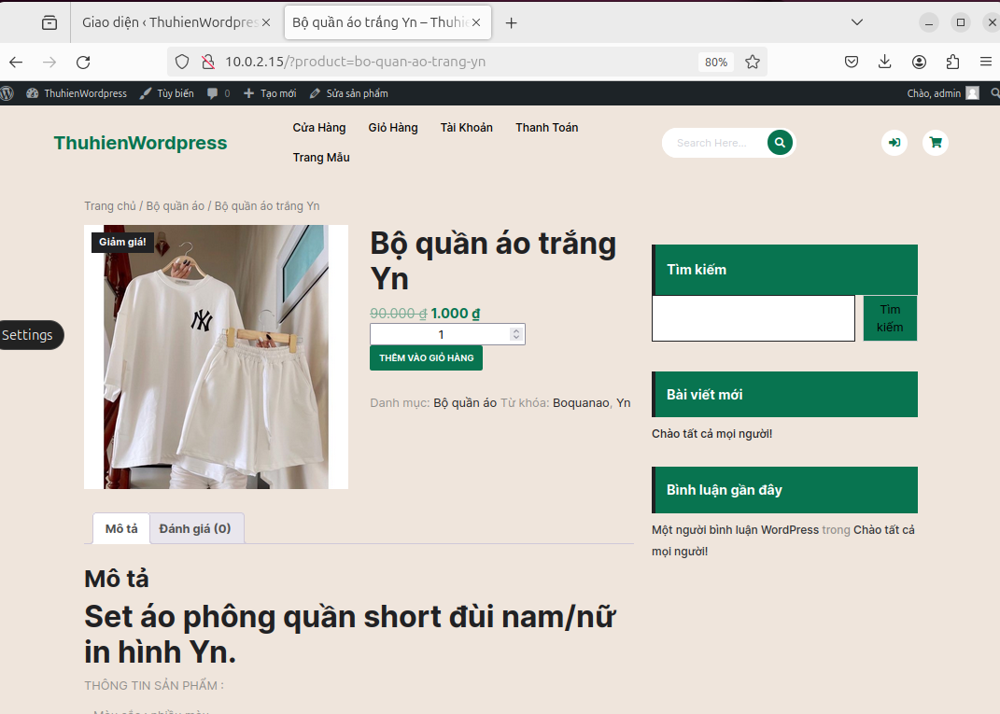 Giao diện ‹ ThuhienWordpres
Bộ quần áo trắng Yn – Thuhie
10.0.2.15/?product=bo-quan-ao-trang-yn
80%
ThuhienWordpress
Tùy biến
0
Tạo mới
Sửa sản phẩm
Chào, admin
ThuhienWordpress
Cửa Hàng
Giỏ Hàng
Tài Khoản
Thanh Toán
Trang Mẫu
Search Here...
Trang chủ / Bộ quần áo / Bộ quần áo trắng Yn
Giảm giá!
NY
Bộ quần áo trắng
Yn
90.000 ₫ 1.000 ₫
1
THÊM VÀO GIỎ HÀNG
Danh mục: Bộ quần áo Từ khóa: Boquanao, Yn
Settings
Tìm kiếm
Tìm
kiếm
Bài viết mới
Chào tất cả mọi người!
Bình luận gần đây
Một người bình luận WordPress trong Chào tất cả
mọi người!
Mô tả
Đánh giá (0)
Mô tả
Set áo phông quần short đùi nam/nữ
in hình Yn.
THÔNG TIN SẢN PHẨM :